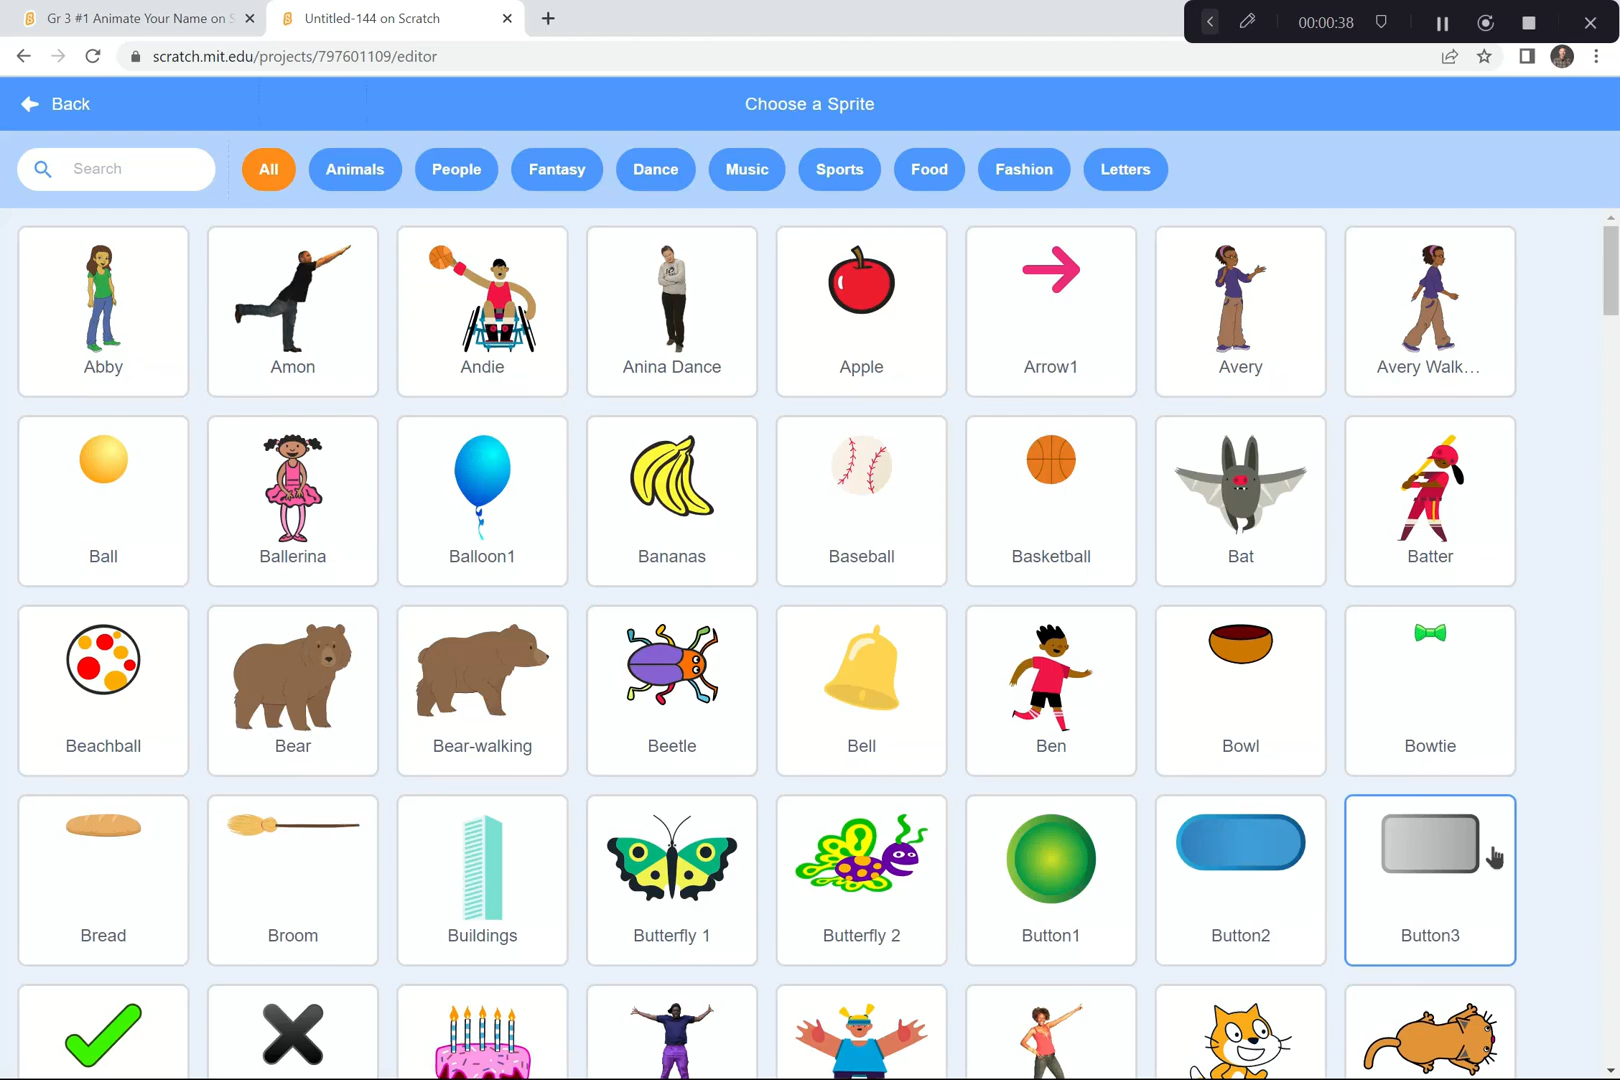 Gr 3 #1 Animate Your Name on S
Untitled-144 on Scratch
00:00:38
scratch.mit.edu/projects/797601109/editor
Back
Choose a Sprite
Search
All
Animals
People
Fantasy
Dance
Music
Sports
Food
Fashion
Letters
Abby
Amon
Andie
Anina Dance
Apple
Arrow1
Avery
Avery Walk...
Ball
Ballerina
Balloon1
Bananas
Baseball
Basketball
Bat
Batter
Beachball
Bear
Bear-walking
Beetle
Bell
Ben
Bowl
Bowtie
Bread
Broom
Buildings
Butterfly 1
Butterfly 2
Button1
Button2
Button3